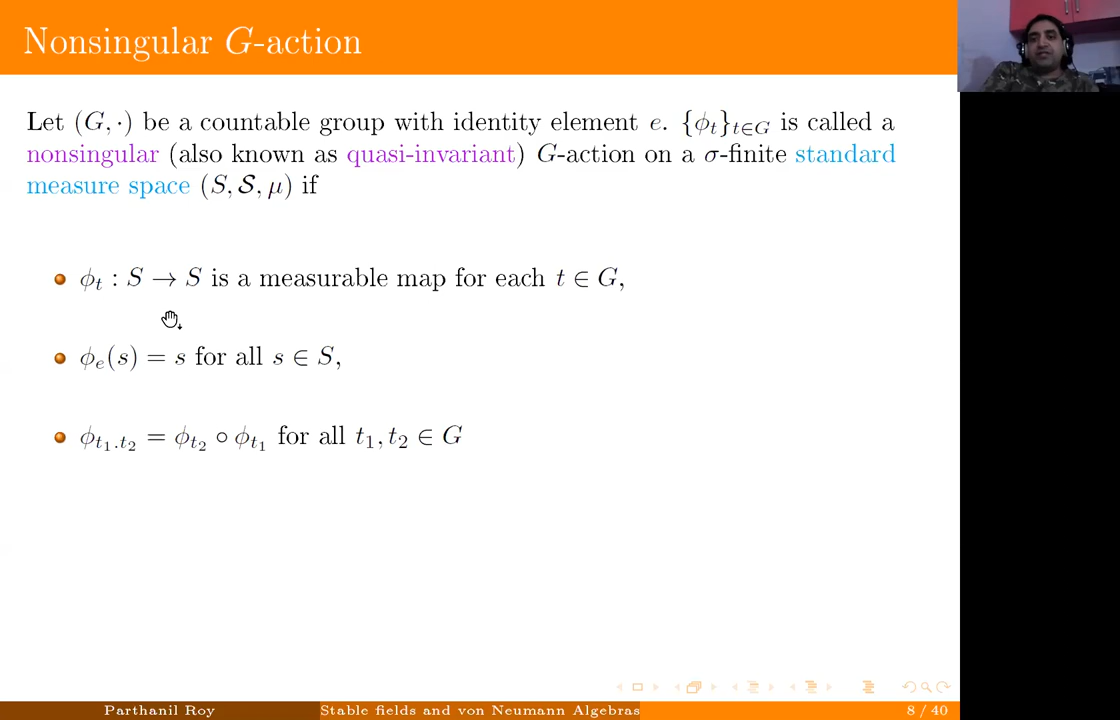 Nonsingular G-action
Let (G, ·) be a countable group with identity element e. {ϕ_t}_{t∈G} is called a
nonsingular (also known as quasi-invariant) G-action on a σ-finite standard
measure space (S, 𝒮, μ) if
ϕ_t : S → S is a measurable map for each t ∈ G,
ϕ_e(s) = s for all s ∈ S,
ϕ_{t_1.t_2} = ϕ_{t_2} ∘ ϕ_{t_1} for all t_1, t_2 ∈ G
Parthanil Roy Stable fields and von Neumann Algebras 8 / 40